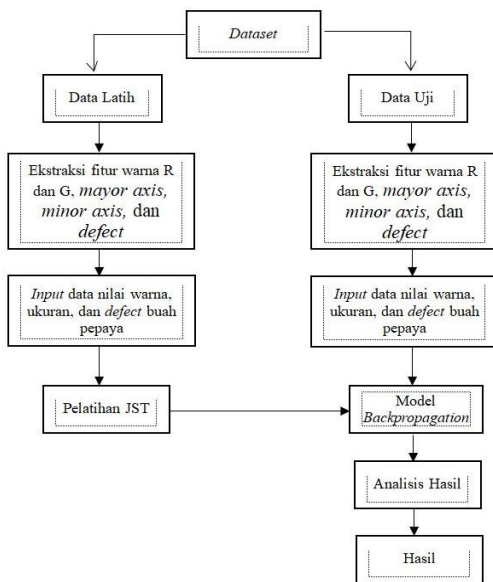 Dataset
Data Latih
Data Uji
Ekstraksi fitur warna R
dan G, mayor axis,
minor axis, dan
defect
Ekstraksi fitur warna R
dan G, mayor axis,
minor axis, dan
defect
Input data nilai warna,
ukuran, dan defect buah
pepaya
Input data nilai warna,
ukuran, dan defect buah
pepaya
Pelatihan JST
Model
Backpropagation
Analisis Hasil
Hasil